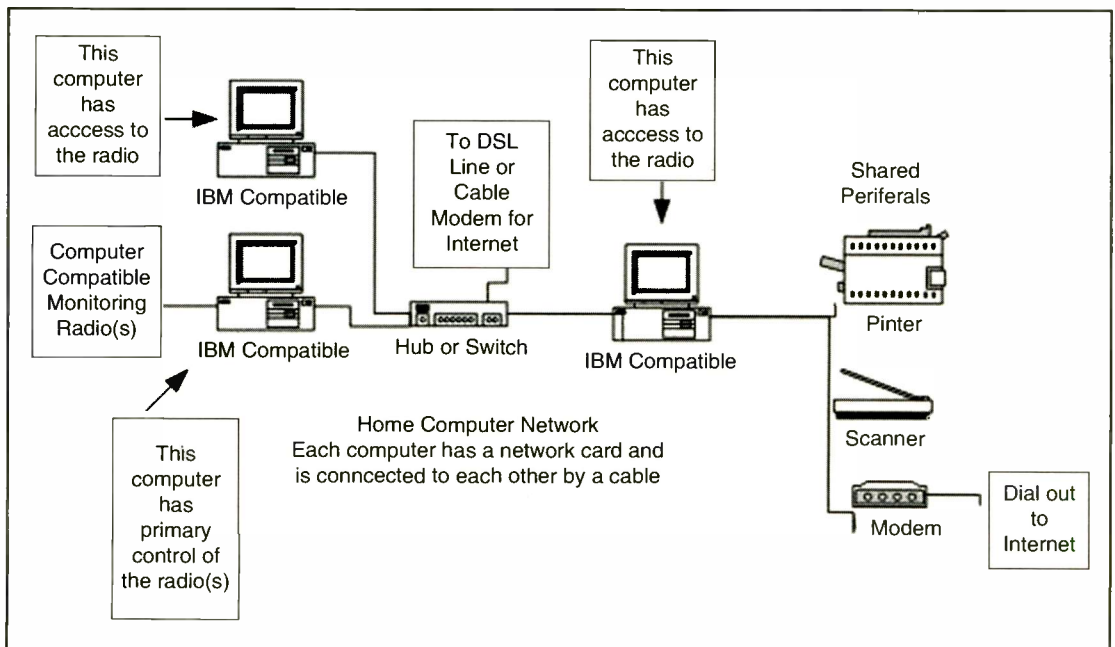 This
computer
has
acccess to
the radio
IBM Compatible
To DSL
Line or
Cable
Modem for
Internet
This
computer
has
acccess to
the radio
Shared
Periferals
Computer
Compatible
Monitoring
Radio(s)
IBM Compatible
Hub or Switch
IBM Compatible
Pinter
This
computer
has
primary
control of
the radio(s)
Home Computer Network
Each computer has a network card and
is conncected to each other by a cable
Scanner
Modem
Dial out
to
Internet